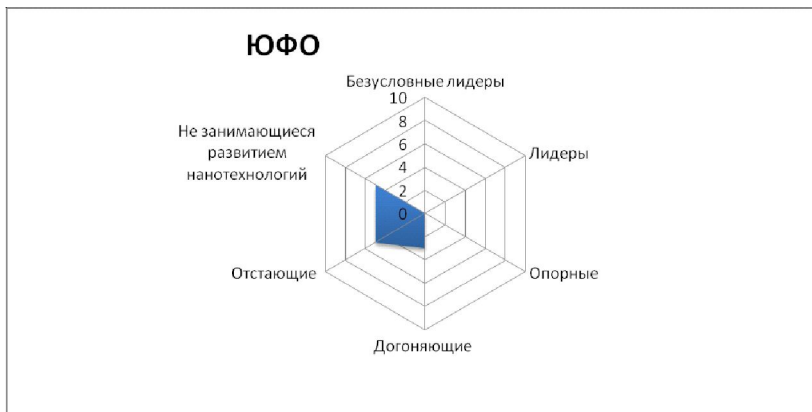 ЮФО
Безусловные лидеры
10
8
6
4
2
0
Лидеры
Опорные
Догоняющие
Отстающие
Не занимающиеся
развитием
нанотехнологий